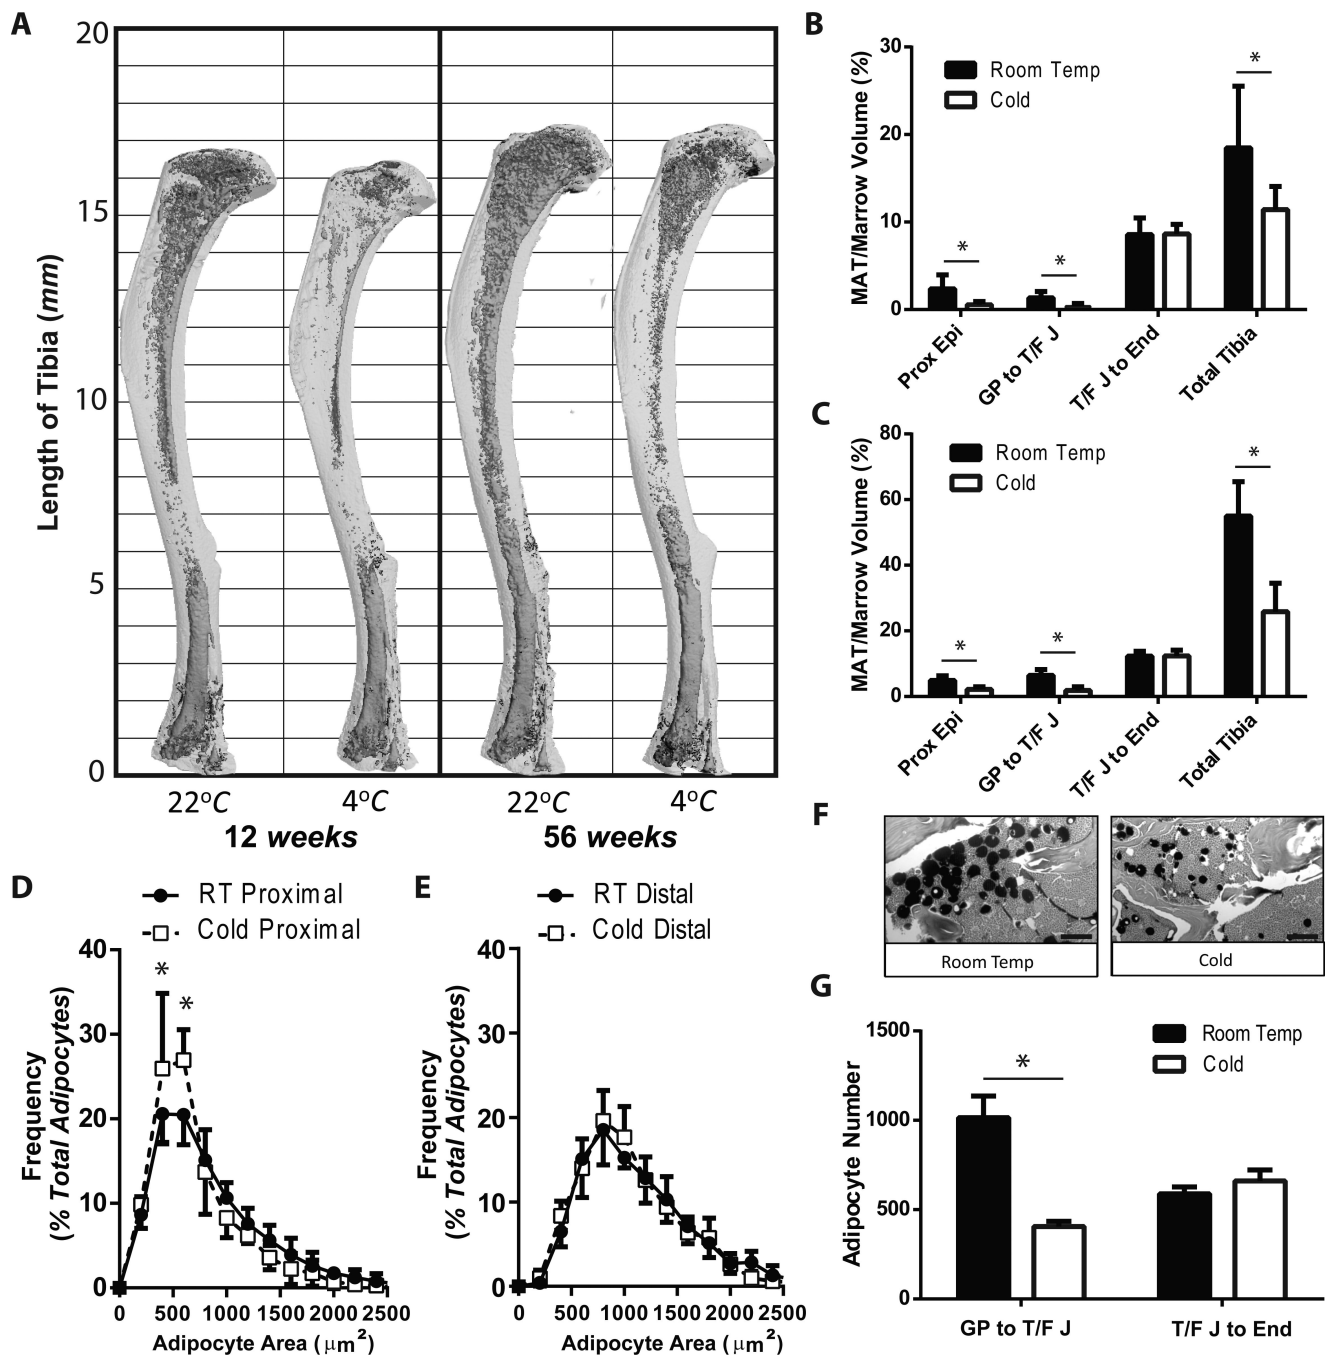 A
20
15
10
5
0
Length of Tibia (mm)
22°C
4°C
22°C
4°C
12 weeks
56 weeks
B
MAT/Marrow Volume (%)
30
20
10
0
Room Temp
Cold
*
*
*
Prox Epi
GP to T/F J
T/F J to End
Total Tibia
C
MAT/Marrow Volume (%)
80
60
40
20
0
Room Temp
Cold
*
*
*
Prox Epi
GP to T/F J
T/F J to End
Total Tibia
D
RT Proximal
Cold Proximal
Frequency
(% Total Adipocytes)
40
30
20
10
0
*
*
0 500 1000 1500 2000 2500
Adipocyte Area (μm²)
E
RT Distal
Cold Distal
Frequency
(% Total Adipocytes)
40
30
20
10
0
0 500 1000 1500 2000 2500
Adipocyte Area (μm²)
F
Room Temp
Cold
G
Adipocyte Number
1500
1000
500
0
Room Temp
Cold
*
GP to T/F J
T/F J to End